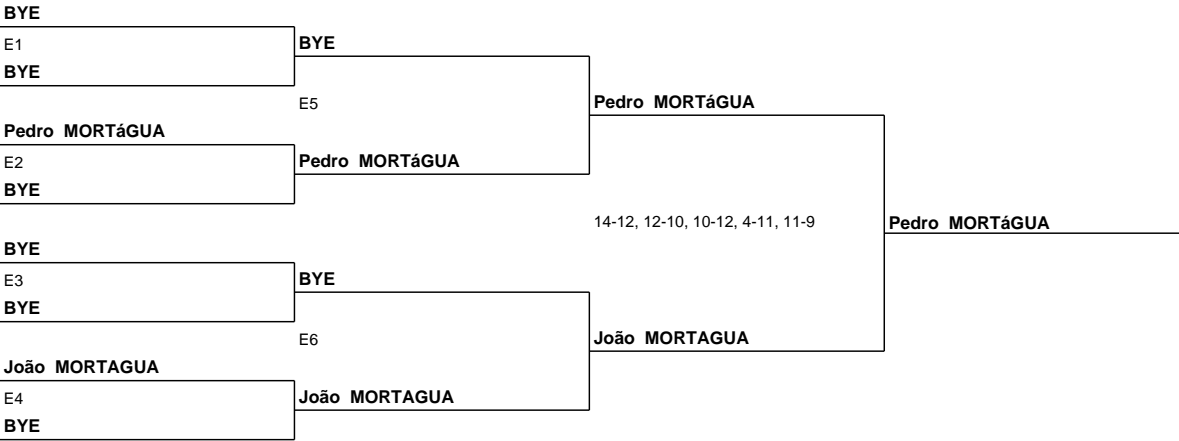 BYE
E1
BYE
BYE
E5
Pedro MORTáGUA
Pedro MORTáGUA
E2
Pedro MORTáGUA
BYE
14-12, 12-10, 10-12, 4-11, 11-9
Pedro MORTáGUA
BYE
E3
BYE
BYE
E6
João MORTAGUA
João MORTAGUA
E4
João MORTAGUA
BYE